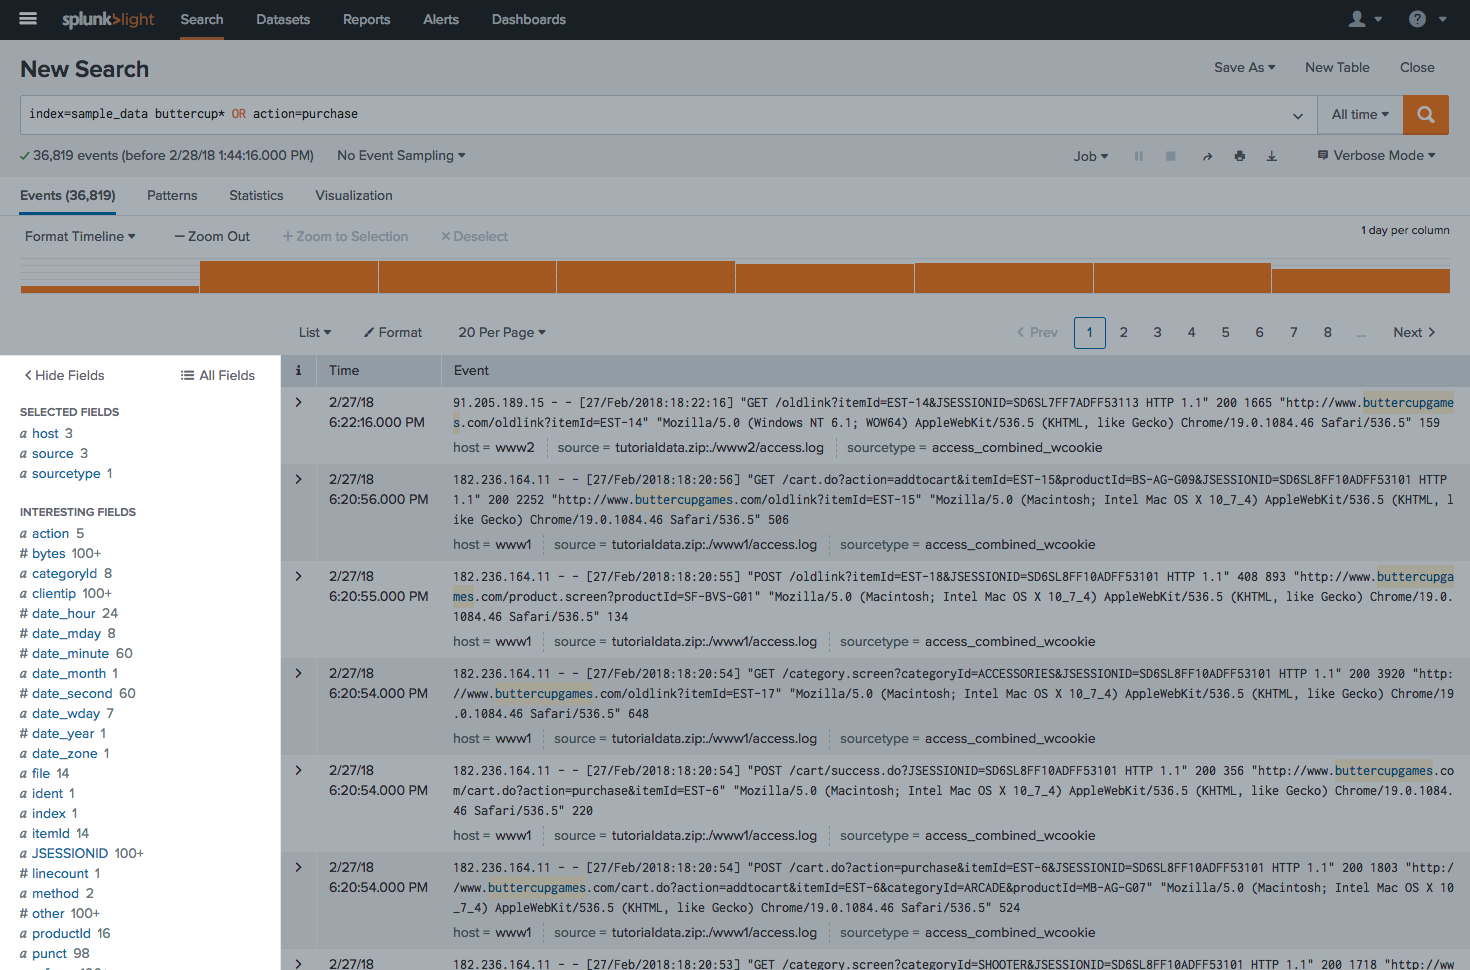 splunk>light Search Datasets Reports Alerts Dashboards
New Search Save As New Table Close
index=sample_data buttercup* OR action=purchase All time
36,819 events (before 2/28/18 1:44:16.000 PM) No Event Sampling Job Verbose Mode
Events (36,819) Patterns Statistics Visualization
Format Timeline — Zoom Out + Zoom to Selection × Deselect 1 day per column
List Format 20 Per Page < Prev 1 2 3 4 5 6 7 8 ... Next >
< Hide Fields All Fields
SELECTED FIELDS
a host 3
a source 3
a sourcetype 1
INTERESTING FIELDS
a action 5
# bytes 100+
a categoryId 8
a clientip 100+
# date_hour 24
# date_mday 8
# date_minute 60
a date_month 1
# date_second 60
a date_wday 7
# date_year 1
a date_zone 1
a file 14
a ident 1
a index 1
a itemId 14
a JSESSIONID 100+
# linecount 1
a method 2
# other 100+
a productId 16
a punct 98
i Time Event
> 2/27/18 91.205.189.15 - - [27/Feb/2018:18:22:16] "GET /oldlink?itemId=EST-14&JSESSIONID=SD6SL7FF7ADFF53113 HTTP 1.1" 200 1665 "http://www.buttercupgame
6:22:16.000 PM s.com/oldlink?itemId=EST-14" "Mozilla/5.0 (Windows NT 6.1; WOW64) AppleWebKit/536.5 (KHTML, like Gecko) Chrome/19.0.1084.46 Safari/536.5" 159
host = www2 source = tutorialdata.zip:./www2/access.log sourcetype = access_combined_wcookie
> 2/27/18 182.236.164.11 - - [27/Feb/2018:18:20:56] "GET /cart.do?action=addtocart&itemId=EST-15&productId=BS-AG-G09&JSESSIONID=SD6SL8FF10ADFF53101 HTTP
6:20:56.000 PM 1.1" 200 2252 "http://www.buttercupgames.com/oldlink?itemId=EST-15" "Mozilla/5.0 (Macintosh; Intel Mac OS X 10_7_4) AppleWebKit/536.5 (KHTML, l
ike Gecko) Chrome/19.0.1084.46 Safari/536.5" 506
host = www1 source = tutorialdata.zip:./www1/access.log sourcetype = access_combined_wcookie
> 2/27/18 182.236.164.11 - - [27/Feb/2018:18:20:55] "POST /oldlink?itemId=EST-18&JSESSIONID=SD6SL8FF10ADFF53101 HTTP 1.1" 408 893 "http://www.buttercupga
6:20:55.000 PM mes.com/product.screen?productId=SF-BVS-G01" "Mozilla/5.0 (Macintosh; Intel Mac OS X 10_7_4) AppleWebKit/536.5 (KHTML, like Gecko) Chrome/19.0.
1084.46 Safari/536.5" 134
host = www1 source = tutorialdata.zip:./www1/access.log sourcetype = access_combined_wcookie
> 2/27/18 182.236.164.11 - - [27/Feb/2018:18:20:54] "GET /category.screen?categoryId=ACCESSORIES&JSESSIONID=SD6SL8FF10ADFF53101 HTTP 1.1" 200 3920 "http:
6:20:54.000 PM //www.buttercupgames.com/oldlink?itemId=EST-17" "Mozilla/5.0 (Macintosh; Intel Mac OS X 10_7_4) AppleWebKit/536.5 (KHTML, like Gecko) Chrome/19
.0.1084.46 Safari/536.5" 648
host = www1 source = tutorialdata.zip:./www1/access.log sourcetype = access_combined_wcookie
> 2/27/18 182.236.164.11 - - [27/Feb/2018:18:20:54] "POST /cart/success.do?JSESSIONID=SD6SL8FF10ADFF53101 HTTP 1.1" 200 356 "http://www.buttercupgames.co
6:20:54.000 PM m/cart.do?action=purchase&itemId=EST-6" "Mozilla/5.0 (Macintosh; Intel Mac OS X 10_7_4) AppleWebKit/536.5 (KHTML, like Gecko) Chrome/19.0.1084.
46 Safari/536.5" 220
host = www1 source = tutorialdata.zip:./www1/access.log sourcetype = access_combined_wcookie
> 2/27/18 182.236.164.11 - - [27/Feb/2018:18:20:54] "POST /cart.do?action=purchase&itemId=EST-6&JSESSIONID=SD6SL8FF10ADFF53101 HTTP 1.1" 200 1803 "http:/
6:20:54.000 PM /www.buttercupgames.com/cart.do?action=addtocart&itemId=EST-6&categoryId=ARCADE&productId=MB-AG-G07" "Mozilla/5.0 (Macintosh; Intel Mac OS X 10
_7_4) AppleWebKit/536.5 (KHTML, like Gecko) Chrome/19.0.1084.46 Safari/536.5" 524
host = www1 source = tutorialdata.zip:./www1/access.log sourcetype = access_combined_wcookie
> 2/27/18 182.236.164.11 - - [27/Feb/2018:18:20:53] "GET /category.screen?categoryId=SHOOTER&JSESSIONID=SD6SL8FF10ADFF53101 HTTP 1.1" 200 1718 "http://ww